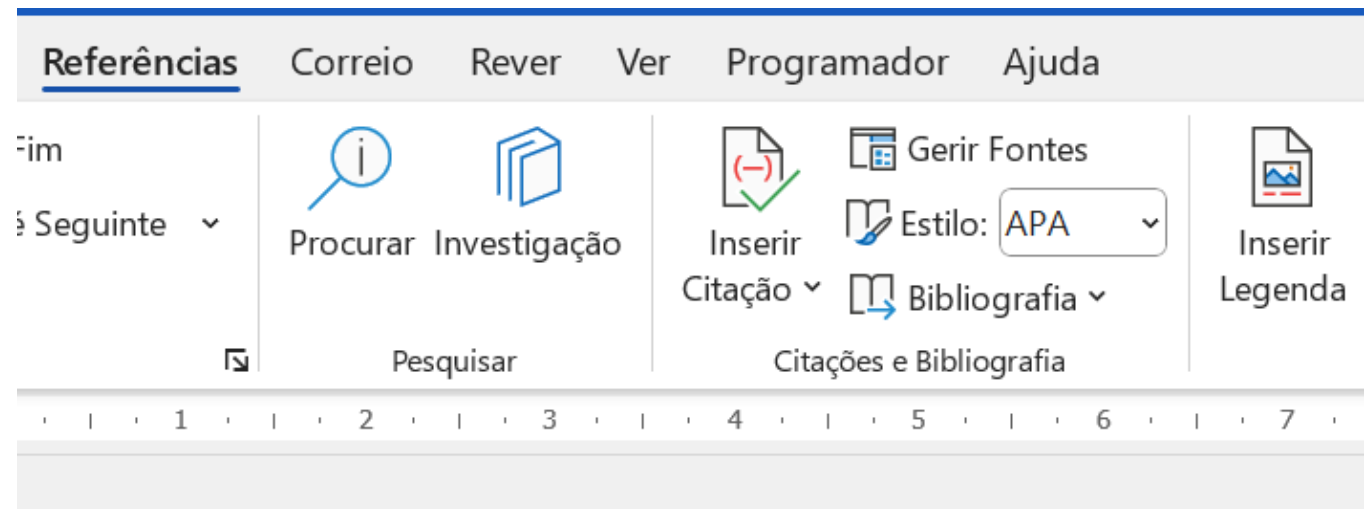 Referências Correio Rever Ver Programador Ajuda
Fim
Seguinte
Procurar Investigação
Pesquisar
Inserir
Citação
Gerir Fontes
Estilo: APA
Bibliografia
Citações e Bibliografia
Inserir
Legenda
1 2 3 4 5 6 7